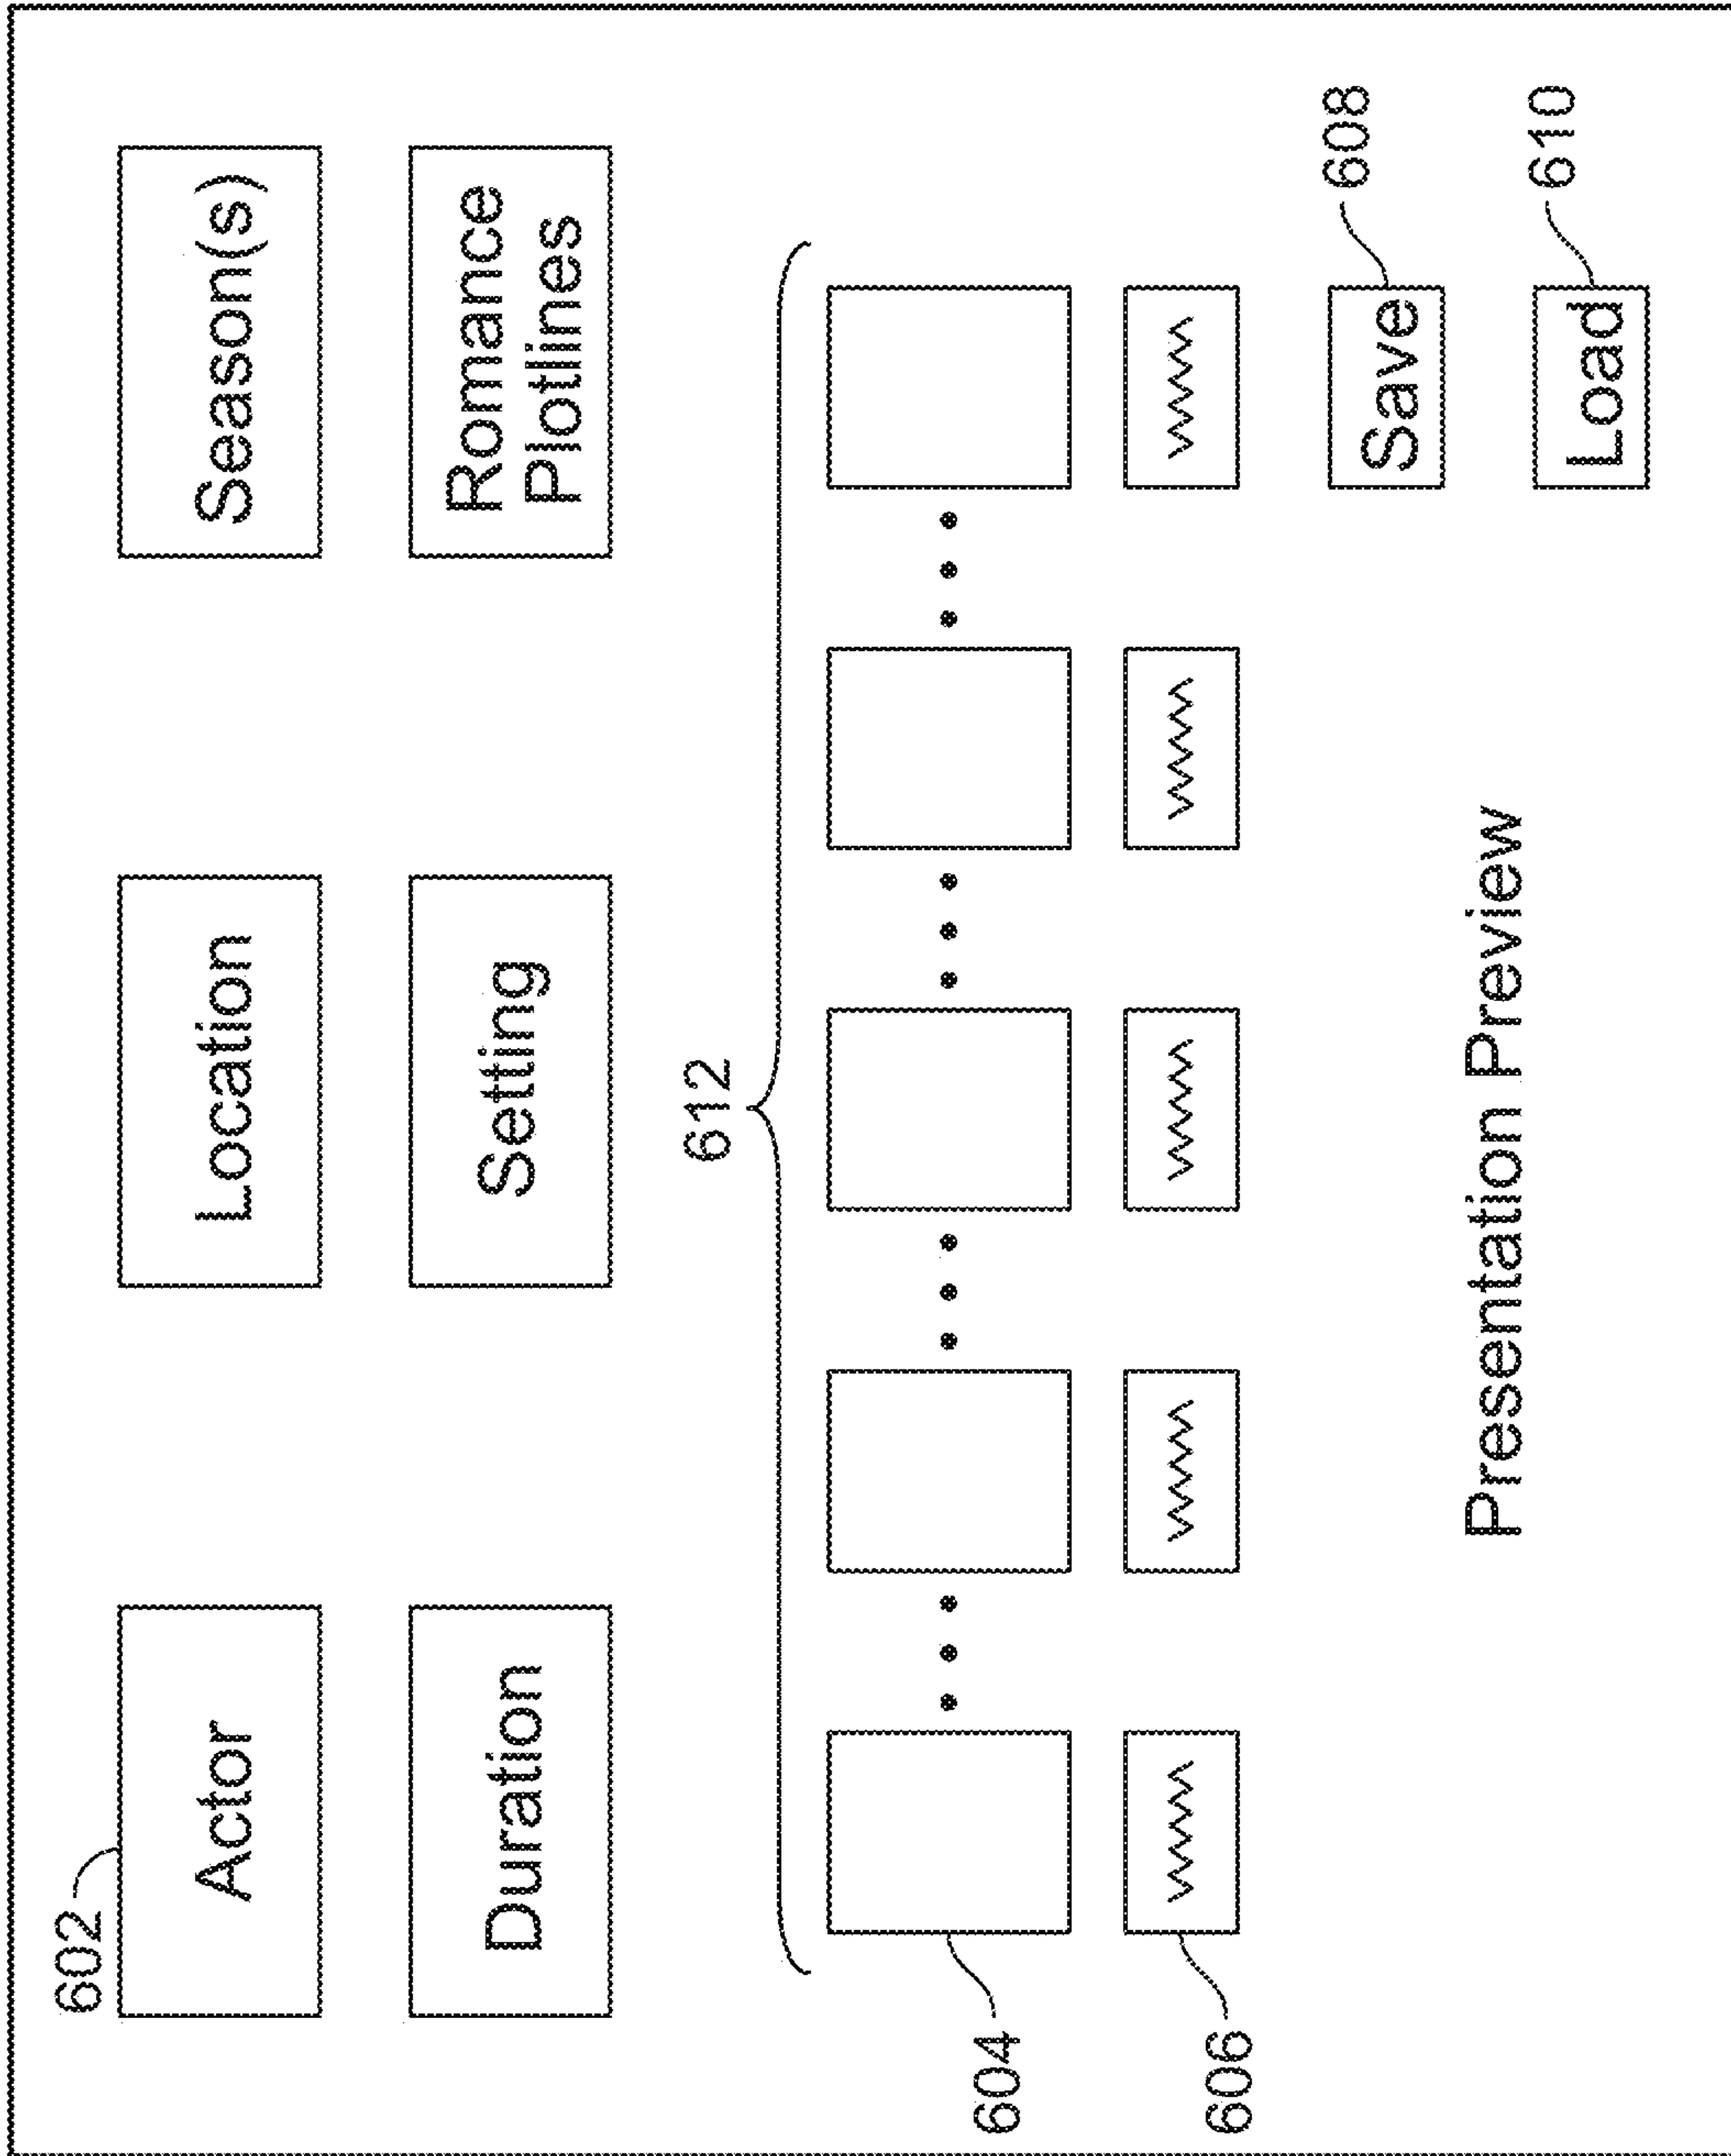 602
Actor
Location
Season(s)
Duration
Setting
Romance
Plotlines
612
604
606
Save
608
Presentation Preview
Load
610